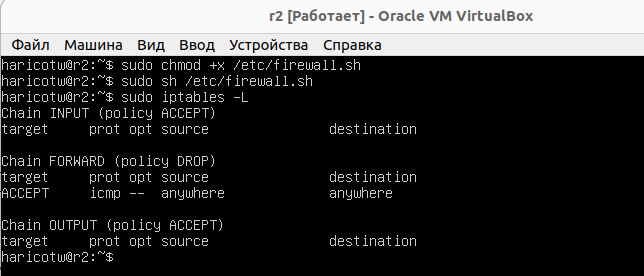 r2 [Работает] - Oracle VM VirtualBox
Файл Машина Вид Ввод Устройства Справка
haricotw@r2:~$ sudo chmod +x /etc/firewall.sh
haricotw@r2:~$ sudo sh /etc/firewall.sh
haricotw@r2:~$ sudo iptables -L
Chain INPUT (policy ACCEPT)
target     prot opt source               destination
Chain FORWARD (policy DROP)
target     prot opt source               destination
ACCEPT     icmp --  anywhere             anywhere
Chain OUTPUT (policy ACCEPT)
target     prot opt source               destination
haricotw@r2:~$